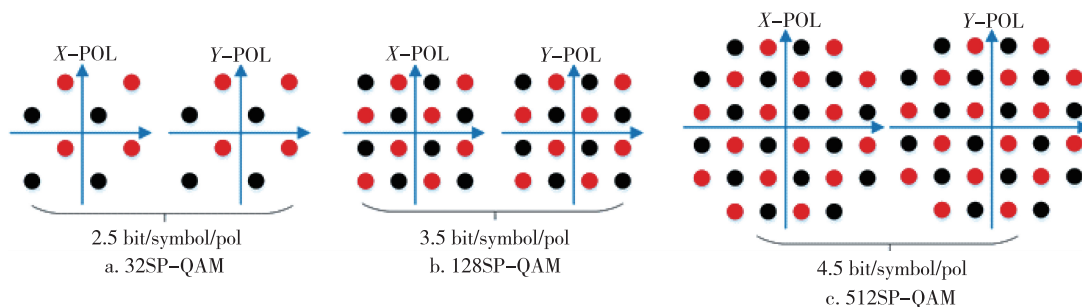 X-POL
Y-POL
2.5 bit/symbol/pol
a. 32SP-QAM
X-POL
Y-POL
3.5 bit/symbol/pol
b. 128SP-QAM
X-POL
Y-POL
4.5 bit/symbol/pol
c. 512SP-QAM